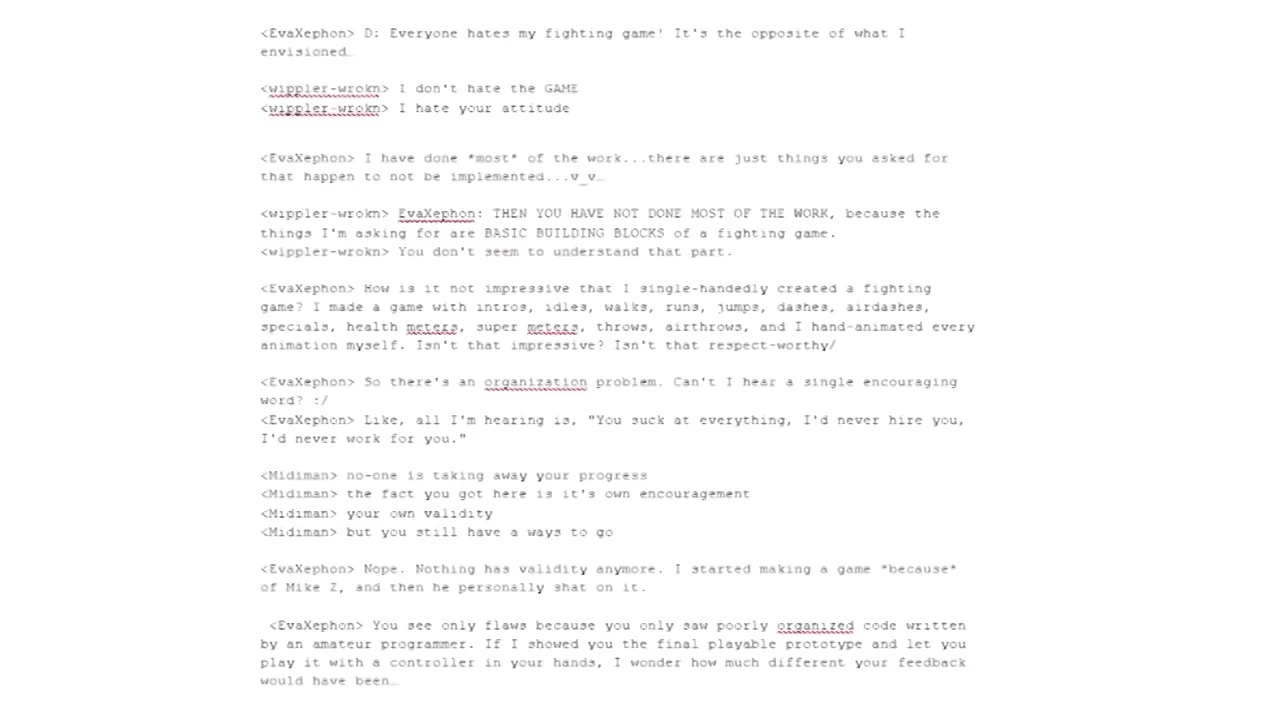 <EvaXephon> D: Everyone hates my fighting game! It's the opposite of what I
envisioned…
<wippler-wrokn> I don't hate the GAME
<wippler-wrokn> I hate your attitude
<EvaXephon> I have done *most* of the work...there are just things you asked for
that happen to not be implemented...v_v…
<wippler-wrokn> EvaXephon: THEN YOU HAVE NOT DONE MOST OF THE WORK, because the
things I'm asking for are BASIC BUILDING BLOCKS of a fighting game.
<wippler-wrokn> You don't seem to understand that part.
<EvaXephon> How is it not impressive that I single-handedly created a fighting
game? I made a game with intros, idles, walks, runs, jumps, dashes, airdashes,
specials, health meters, super meters, throws, airthrows, and I hand-animated every
animation myself. Isn't that impressive? Isn't that respect-worthy/
<EvaXephon> So there's an organization problem. Can't I hear a single encouraging
word? :/
<EvaXephon> Like, all I'm hearing is, "You suck at everything, I'd never hire you,
I'd never work for you."
<Midiman> no-one is taking away your progress
<Midiman> the fact you got here is it's own encouragement
<Midiman> your own validity
<Midiman> but you still have a ways to go
<EvaXephon> Nope. Nothing has validity anymore. I started making a game *because*
of Mike Z, and then he personally shat on it.
<EvaXephon> You see only flaws because you only saw poorly organized code written
by an amateur programmer. If I showed you the final playable prototype and let you
play it with a controller in your hands, I wonder how much different your feedback
would have been…